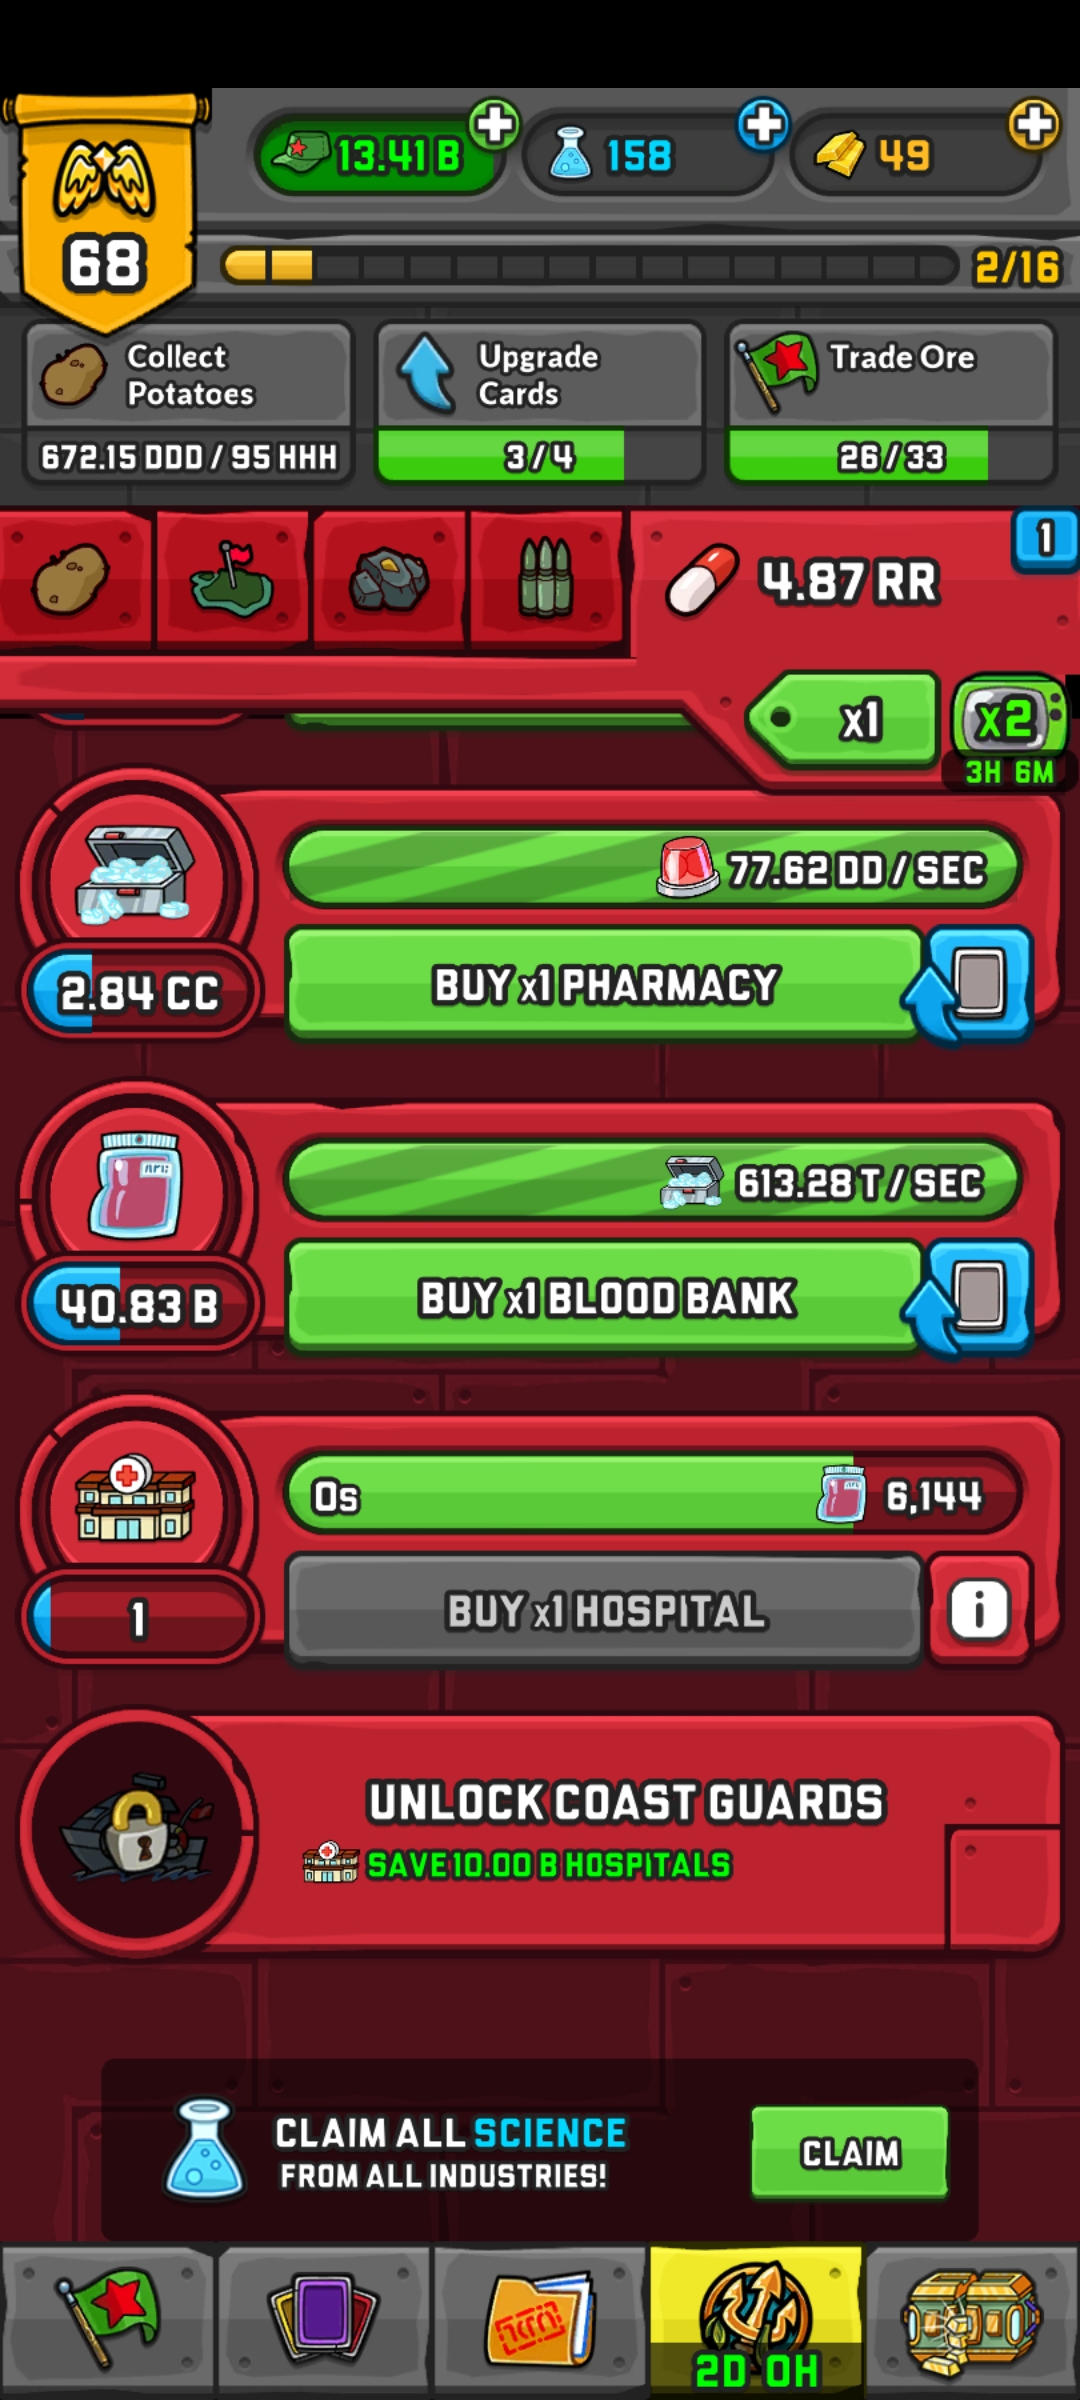 13.41 B
158
49
68
2/16
Collect
Potatoes
672.15 DDD / 95 HHH
Upgrade
Cards
3/4
Trade Ore
26/33
4.87 RR
1
x1
x2
3H 6M
77.62 DD / SEC
2.84 CC
BUY x1 PHARMACY
613.28 T / SEC
40.83 B
BUY x1 BLOOD BANK
0s
6,144
1
BUY x1 HOSPITAL
i
UNLOCK COAST GUARDS
SAVE 10.00 B HOSPITALS
CLAIM ALL SCIENCE
FROM ALL INDUSTRIES!
CLAIM
2D 0H